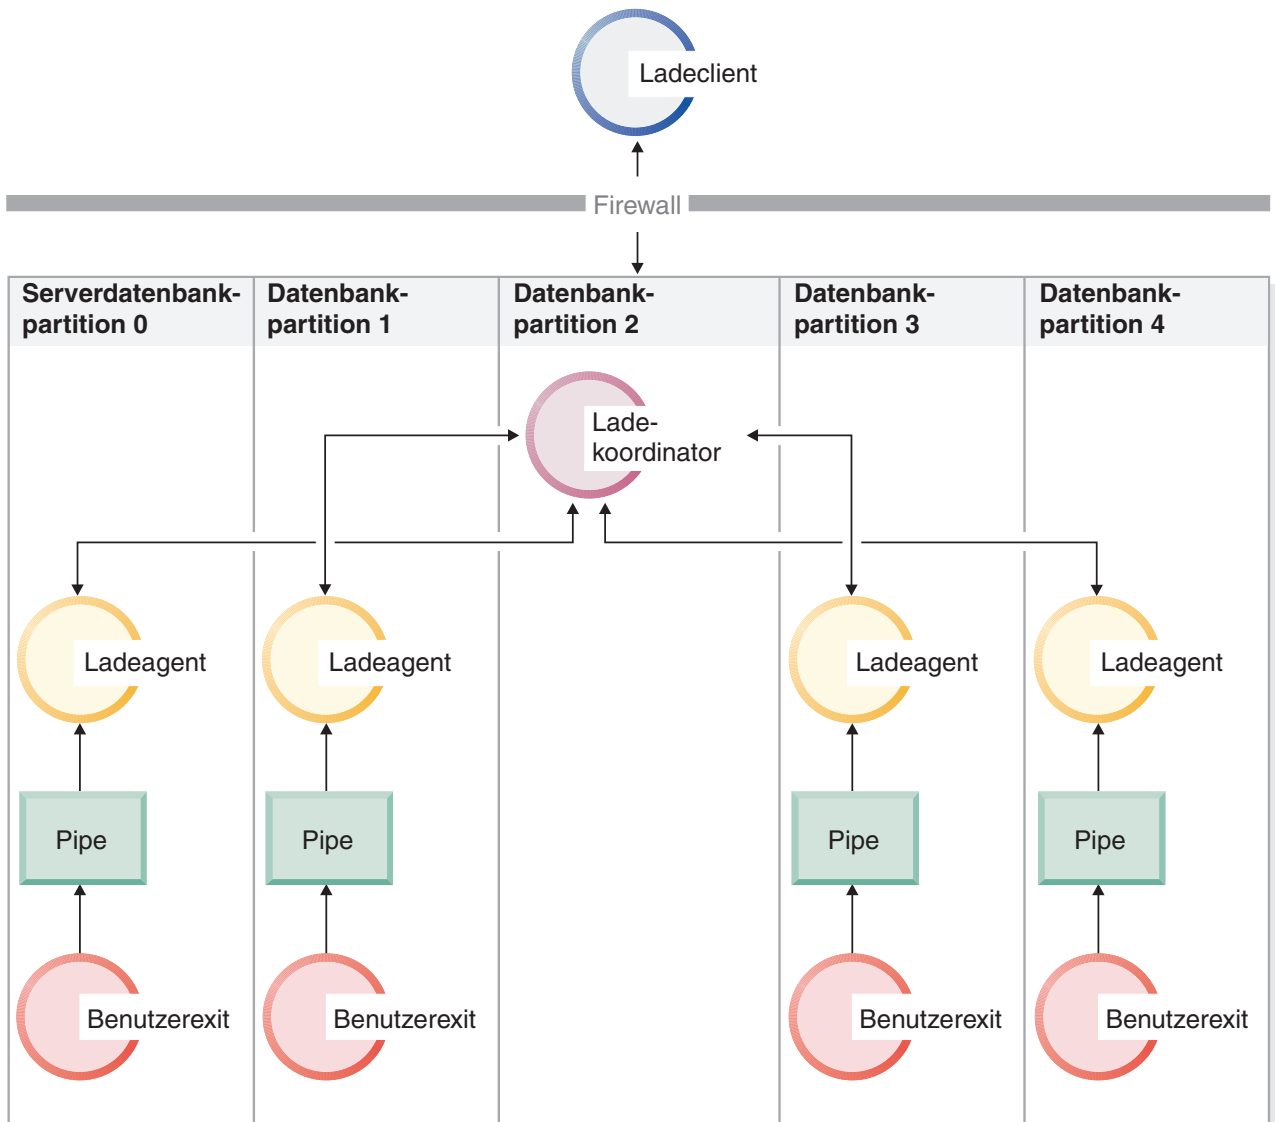 Ladeclient
Firewall
Serverdatenbank-
partition 0
Datenbank-
partition 1
Datenbank-
partition 2
Datenbank-
partition 3
Datenbank-
partition 4
Lade-
koordinator
Ladeagent
Ladeagent
Ladeagent
Ladeagent
Pipe
Pipe
Pipe
Pipe
Benutzerexit
Benutzerexit
Benutzerexit
Benutzerexit